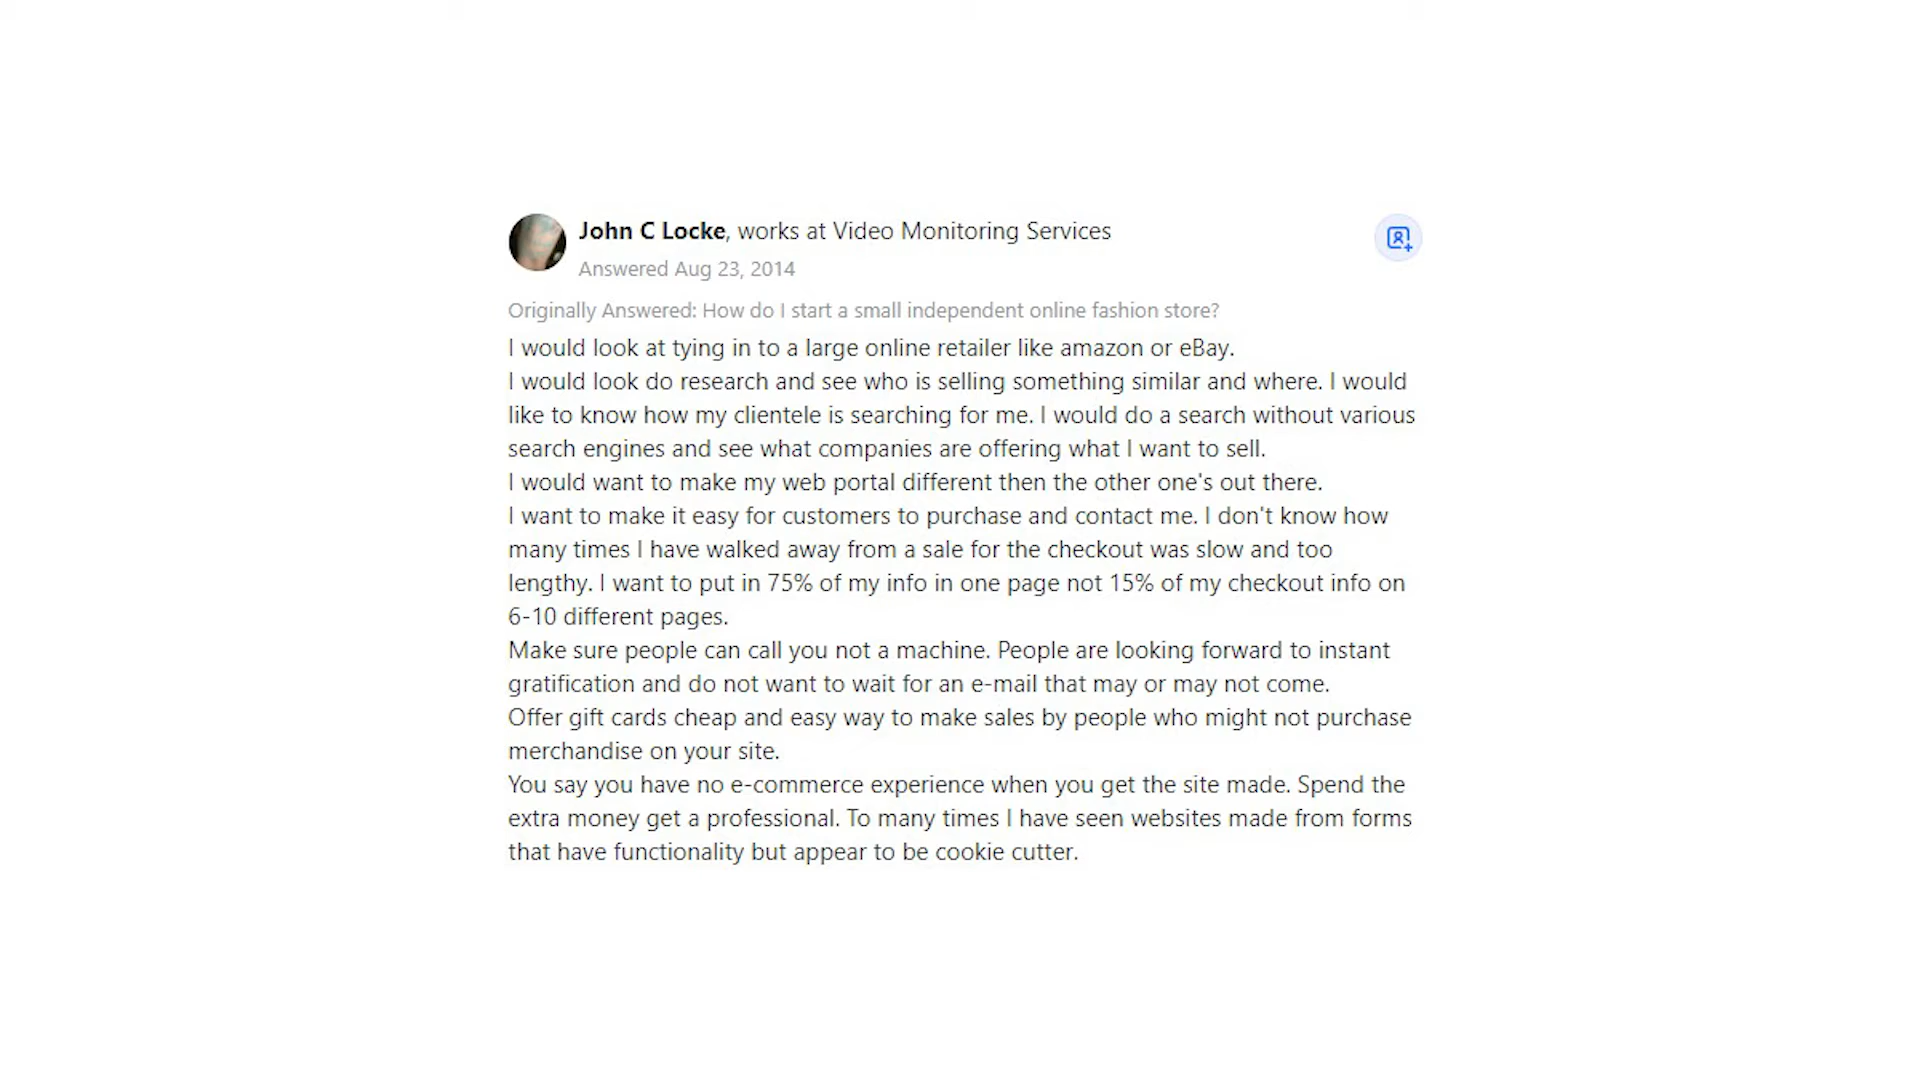 John C Locke, works at Video Monitoring Services
Answered Aug 23, 2014
Originally Answered: How do I start a small independent online fashion store?
I would look at tying in to a large online retailer like amazon or eBay.
I would look do research and see who is selling something similar and where. I would
like to know how my clientele is searching for me. I would do a search without various
search engines and see what companies are offering what I want to sell.
I would want to make my web portal different then the other one's out there.
I want to make it easy for customers to purchase and contact me. I don't know how
many times I have walked away from a sale for the checkout was slow and too
lengthy. I want to put in 75% of my info in one page not 15% of my checkout info on
6-10 different pages.
Make sure people can call you not a machine. People are looking forward to instant
gratification and do not want to wait for an e-mail that may or may not come.
Offer gift cards cheap and easy way to make sales by people who might not purchase
merchandise on your site.
You say you have no e-commerce experience when you get the site made. Spend the
extra money get a professional. To many times I have seen websites made from forms
that have functionality but appear to be cookie cutter.